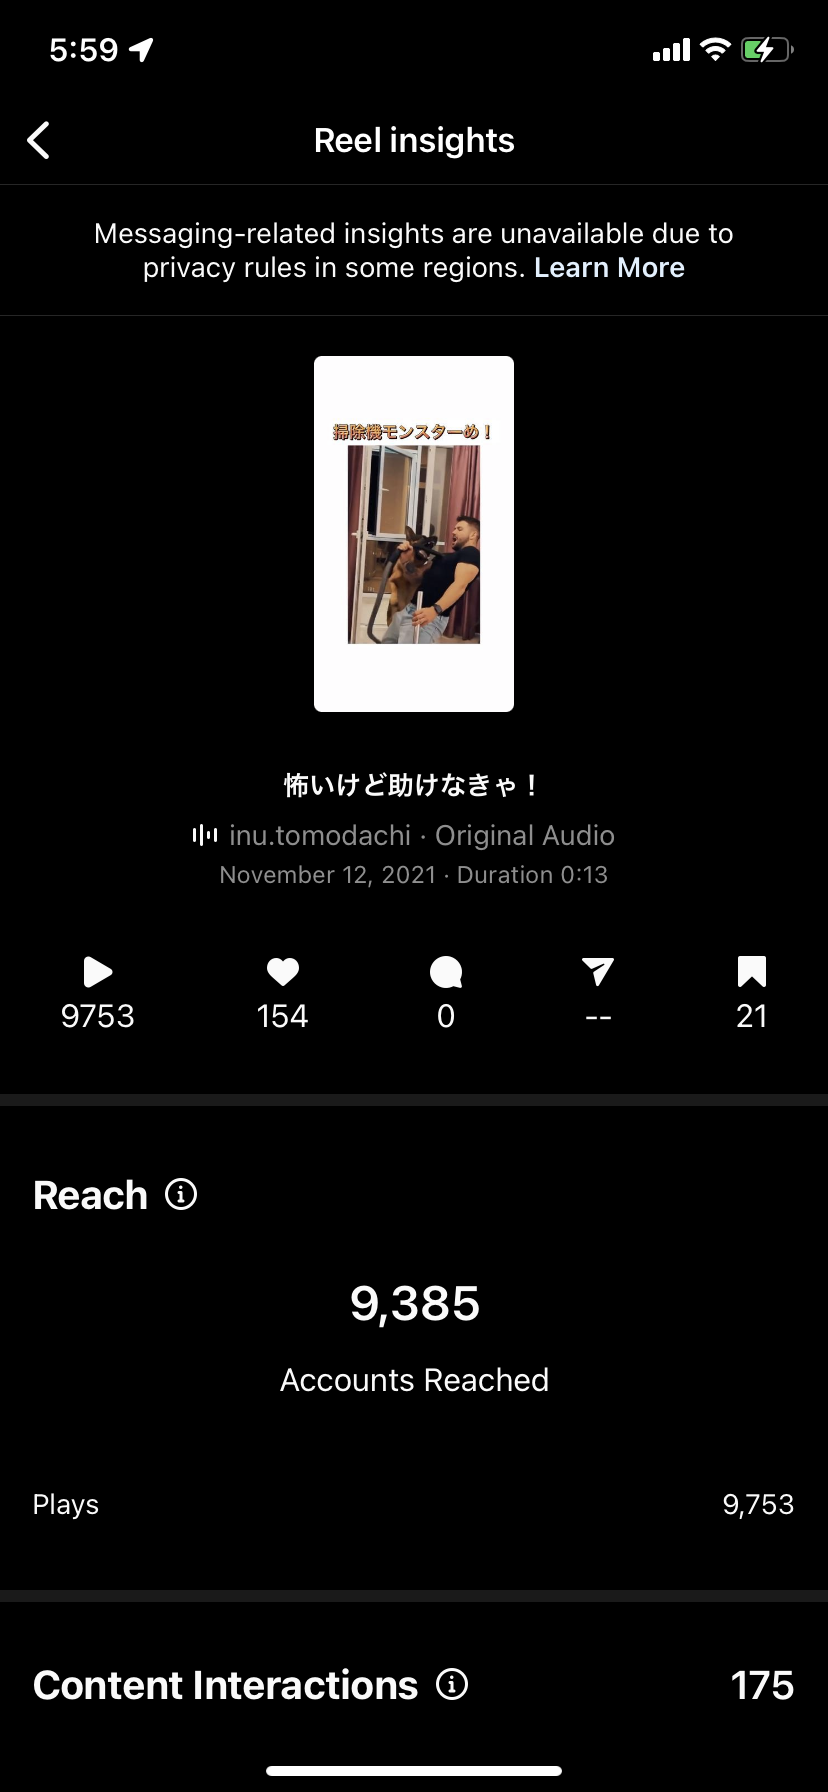 5:59
Reel insights
Messaging-related insights are unavailable due to
privacy rules in some regions. Learn More
掃除機モンスターめ！
怖いけど助けなきゃ！
inu.tomodachi · Original Audio
November 12, 2021 · Duration 0:13
9753 154 0 -- 21
Reach
9,385
Accounts Reached
Plays 9,753
Content Interactions 175